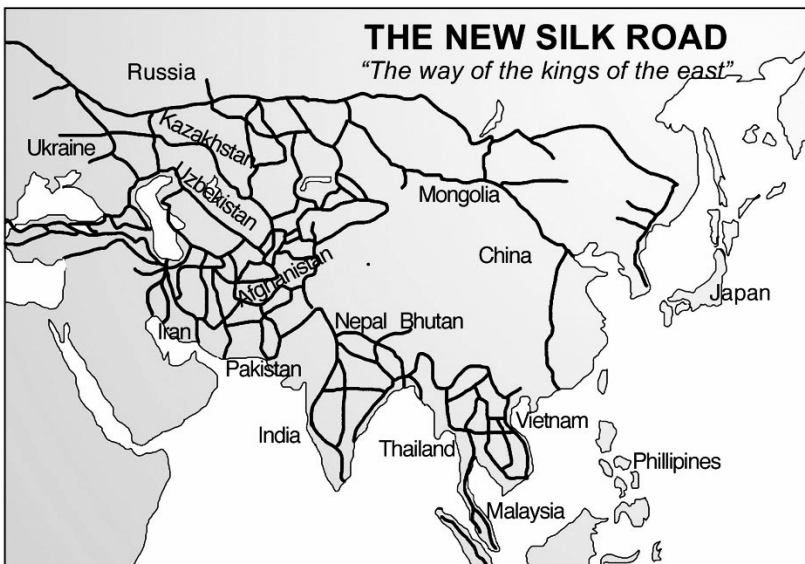 THE NEW SILK ROAD
“The way of the kings of the east”
Russia
Kazakhstan
Ukraine
Uzbekistan
Mongolia
China
Afghanistan
Japan
Iran
Nepal Bhutan
Pakistan
India
Thailand
Vietnam
Phillipines
Malaysia